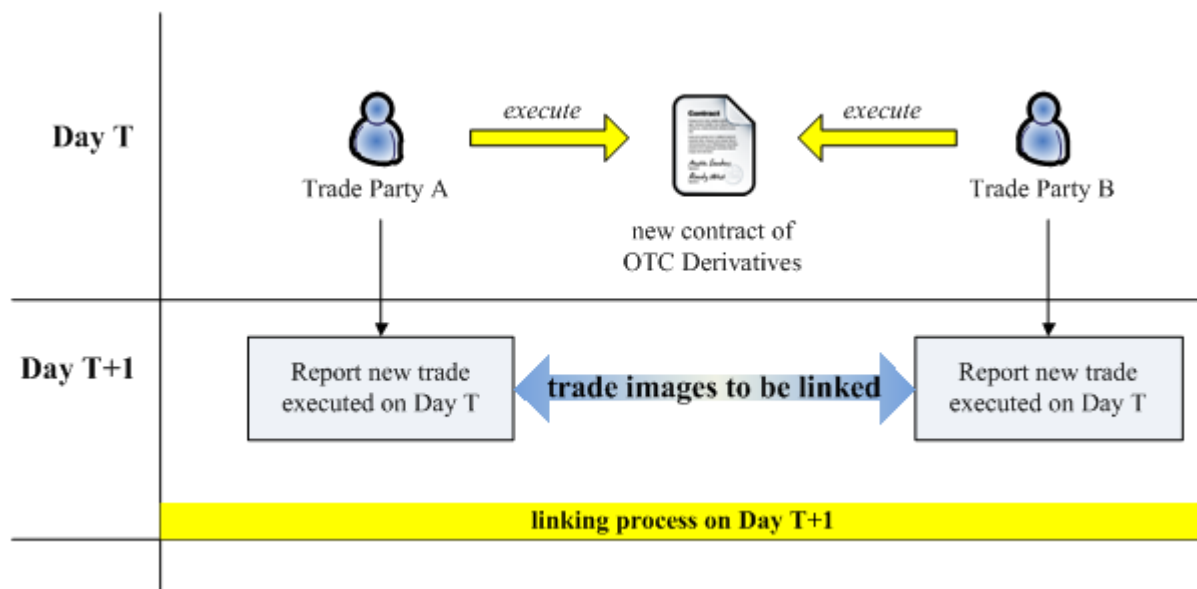 Day T
execute
execute
Contract
Trade Party A
Trade Party B
new contract of
OTC Derivatives
Day T+1
Report new trade
executed on Day T
trade images to be linked
Report new trade
executed on Day T
linking process on Day T+1